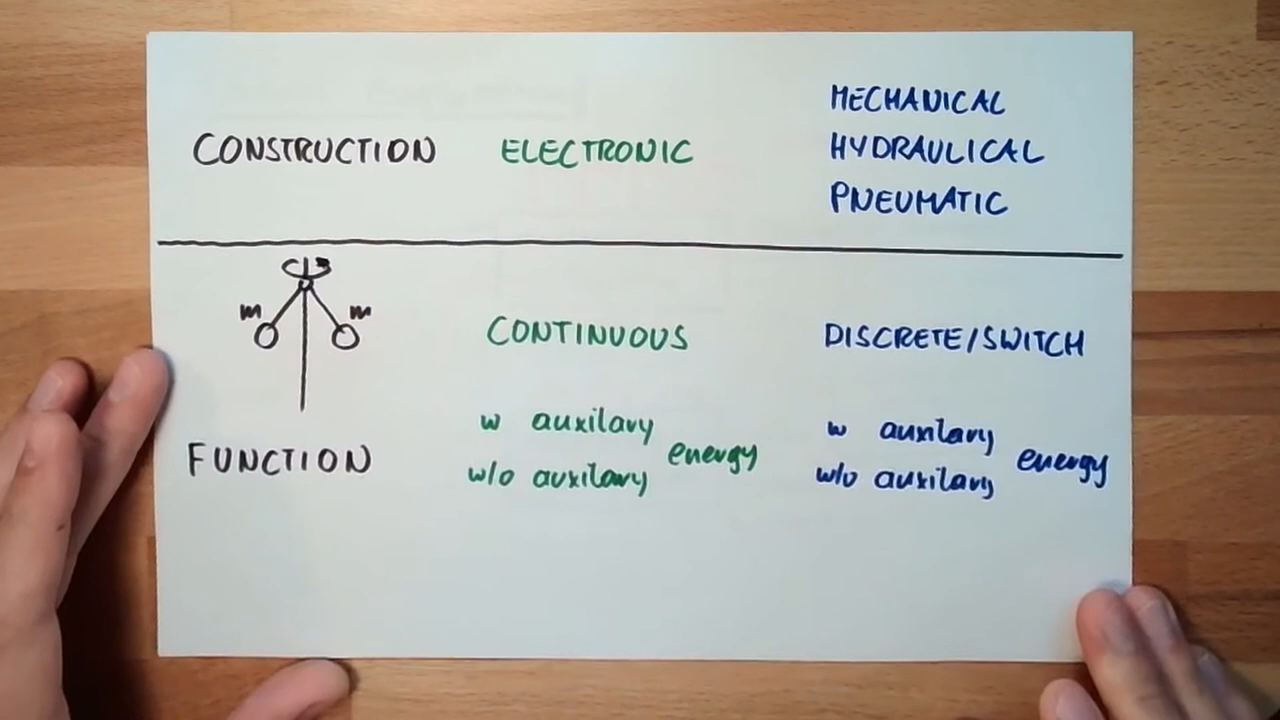 CONSTRUCTION ELECTRONIC MECHANICAL
HYDRAULICAL
PNEUMATIC
m m
CONTINUOUS DISCRETE/SWITCH
FUNCTION
w auxilary
w/o auxilary
energy
w auxilary
w/o auxilary
energy